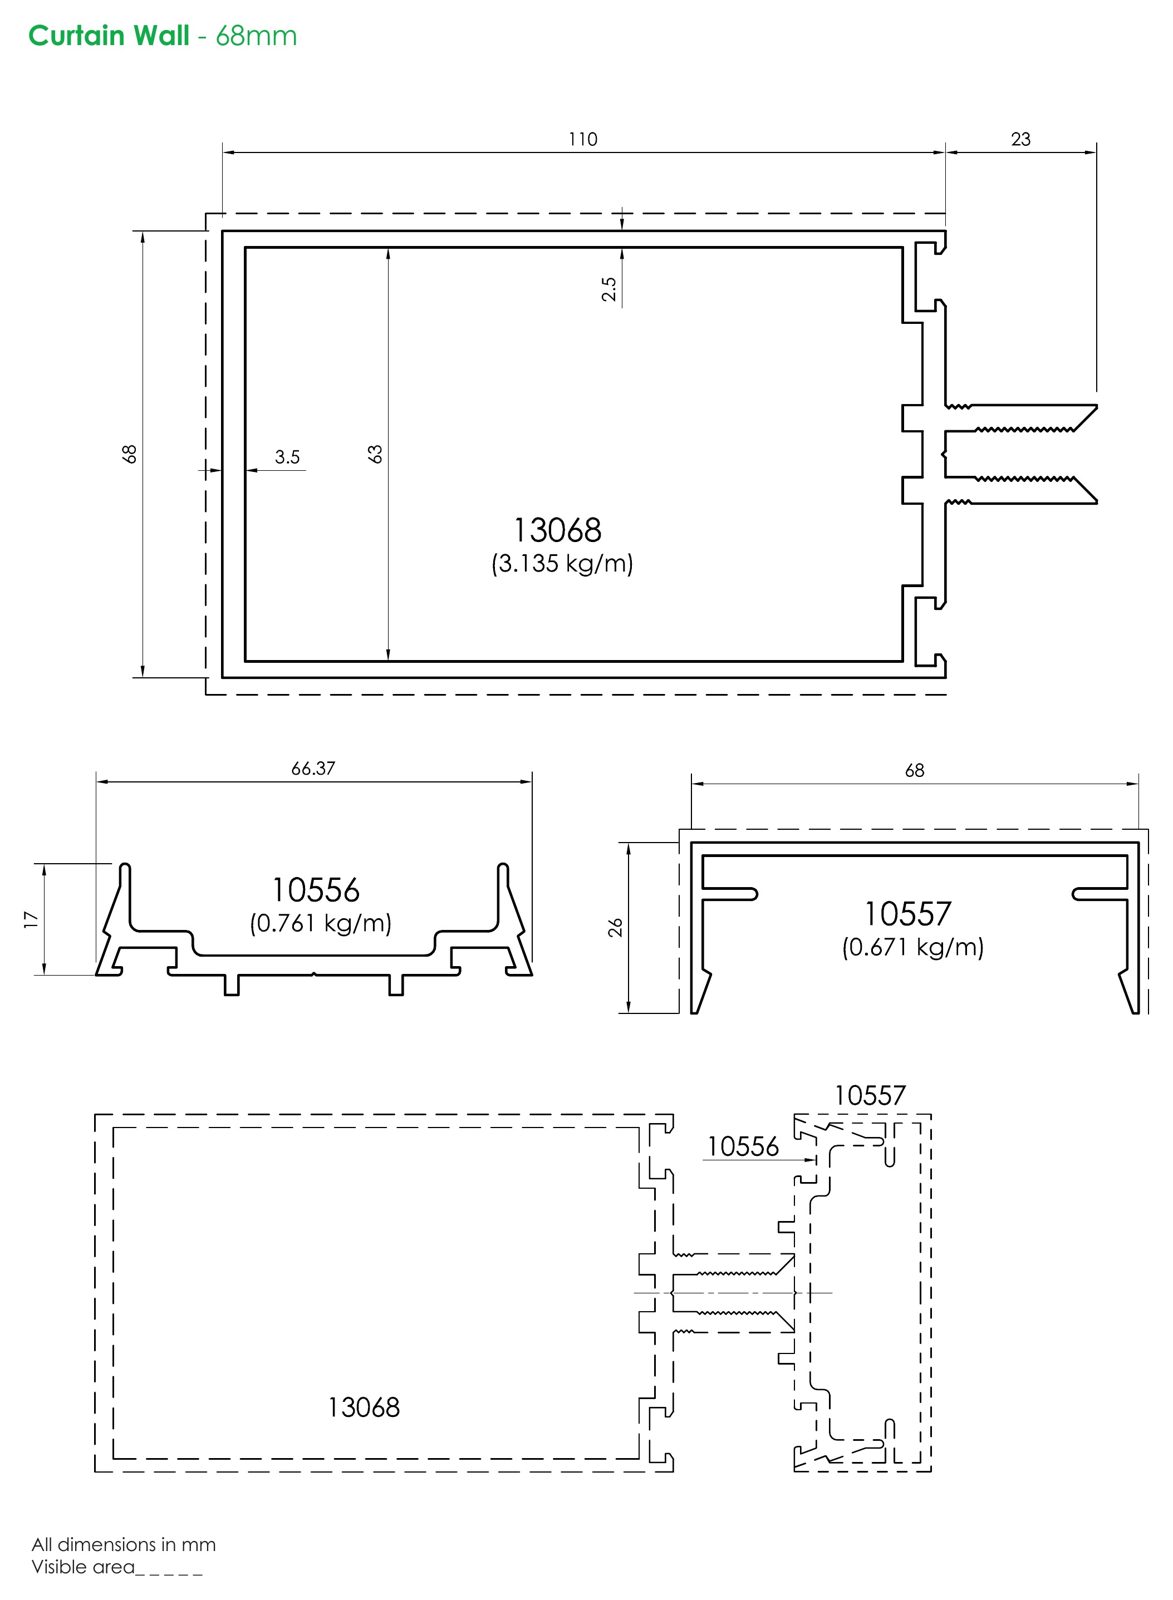 Curtain Wall - 68mm
110
23
2.5
68
3.5
63
13068
(3.135 kg/m)
66.37
68
17
10556
(0.761 kg/m)
26
10557
(0.671 kg/m)
10557
10556
13068
All dimensions in mm
Visible area_ _ _ _ _